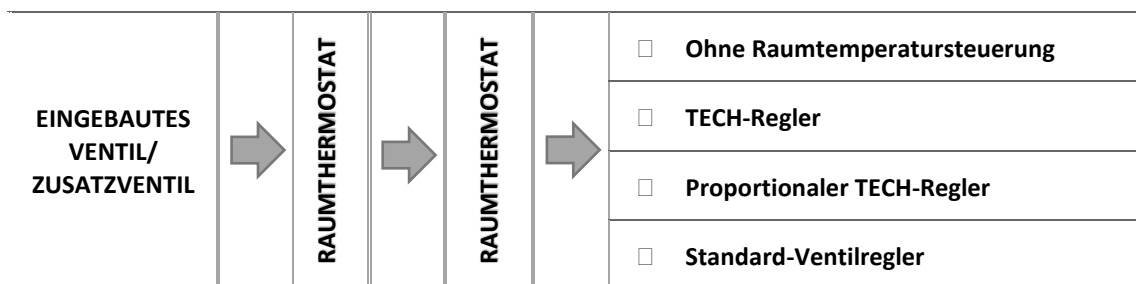 EINGEBAUTES
VENTIL/
ZUSATZVENTIL
RAUMTHERMOSTAT
RAUMTHERMOSTAT
Ohne Raumtemperatursteuerung
TECH-Regler
Proportionaler TECH-Regler
Standard-Ventilregler